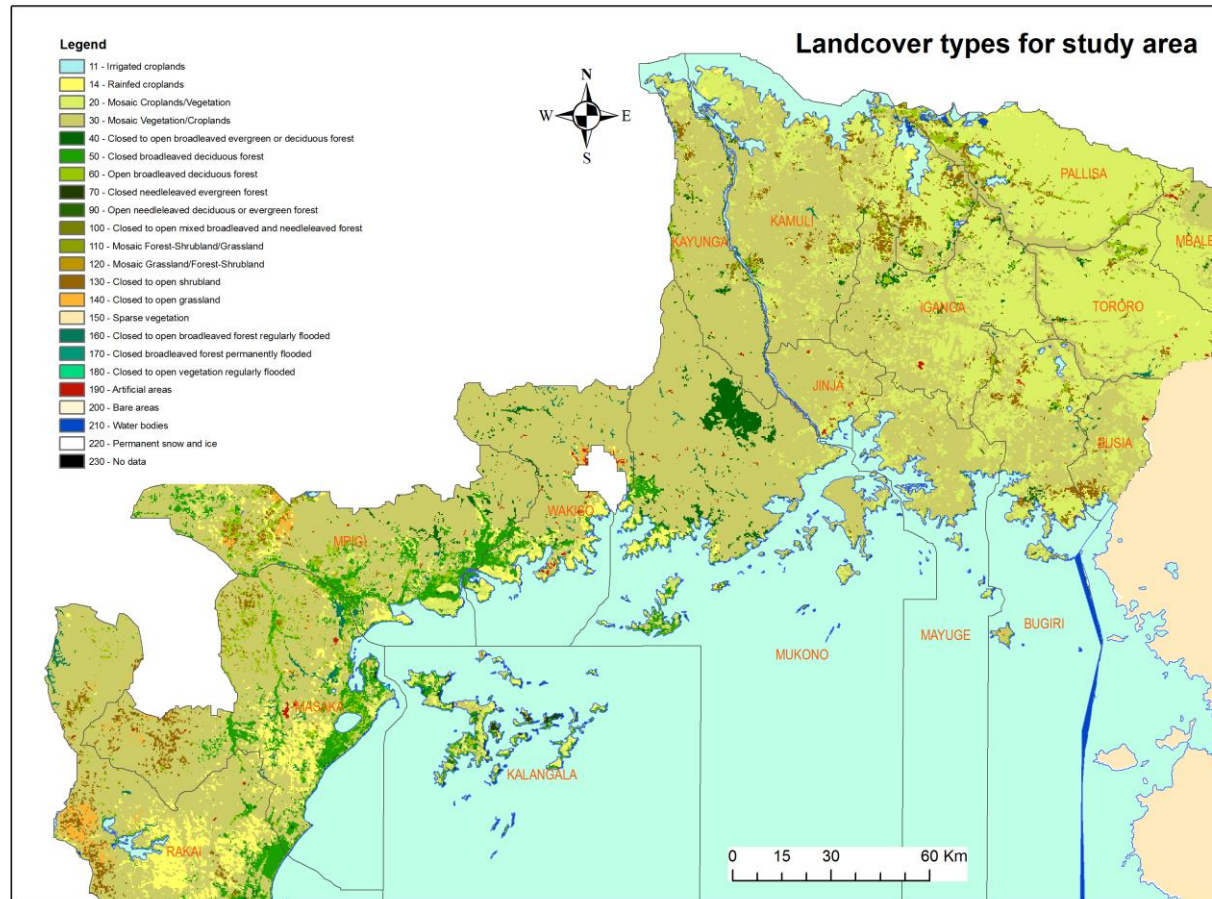 Landcover types for study area
Legend
11 - Irrigated croplands
14 - Rainfed croplands
20 - Mosaic Croplands/Vegetation
30 - Mosaic Vegetation/Croplands
40 - Closed to open broadleaved evergreen or deciduous forest
50 - Closed broadleaved deciduous forest
60 - Open broadleaved deciduous forest
70 - Closed needleleaved evergreen forest
90 - Open needleleaved deciduous or evergreen forest
100 - Closed to open mixed broadleaved and needleleaved forest
110 - Mosaic Forest-Shrubland/Grassland
120 - Mosaic Grassland/Forest-Shrubland
130 - Closed to open shrubland
140 - Closed to open grassland
150 - Sparse vegetation
160 - Closed to open broadleaved forest regularly flooded
170 - Closed broadleaved forest permanently flooded
180 - Closed to open vegetation regularly flooded
190 - Artificial areas
200 - Bare areas
210 - Water bodies
220 - Permanent snow and ice
230 - No data
N
W E
S
PALLISA
KAMULI
KAYUNGA
MBALE
IGANGA
TORORO
JINJA
BUSIA
WAKISO
MPIGI
MAYUGE
BUGIRI
MUKONO
MASAKA
KALANGALA
RAKAI
0 15 30 60 Km